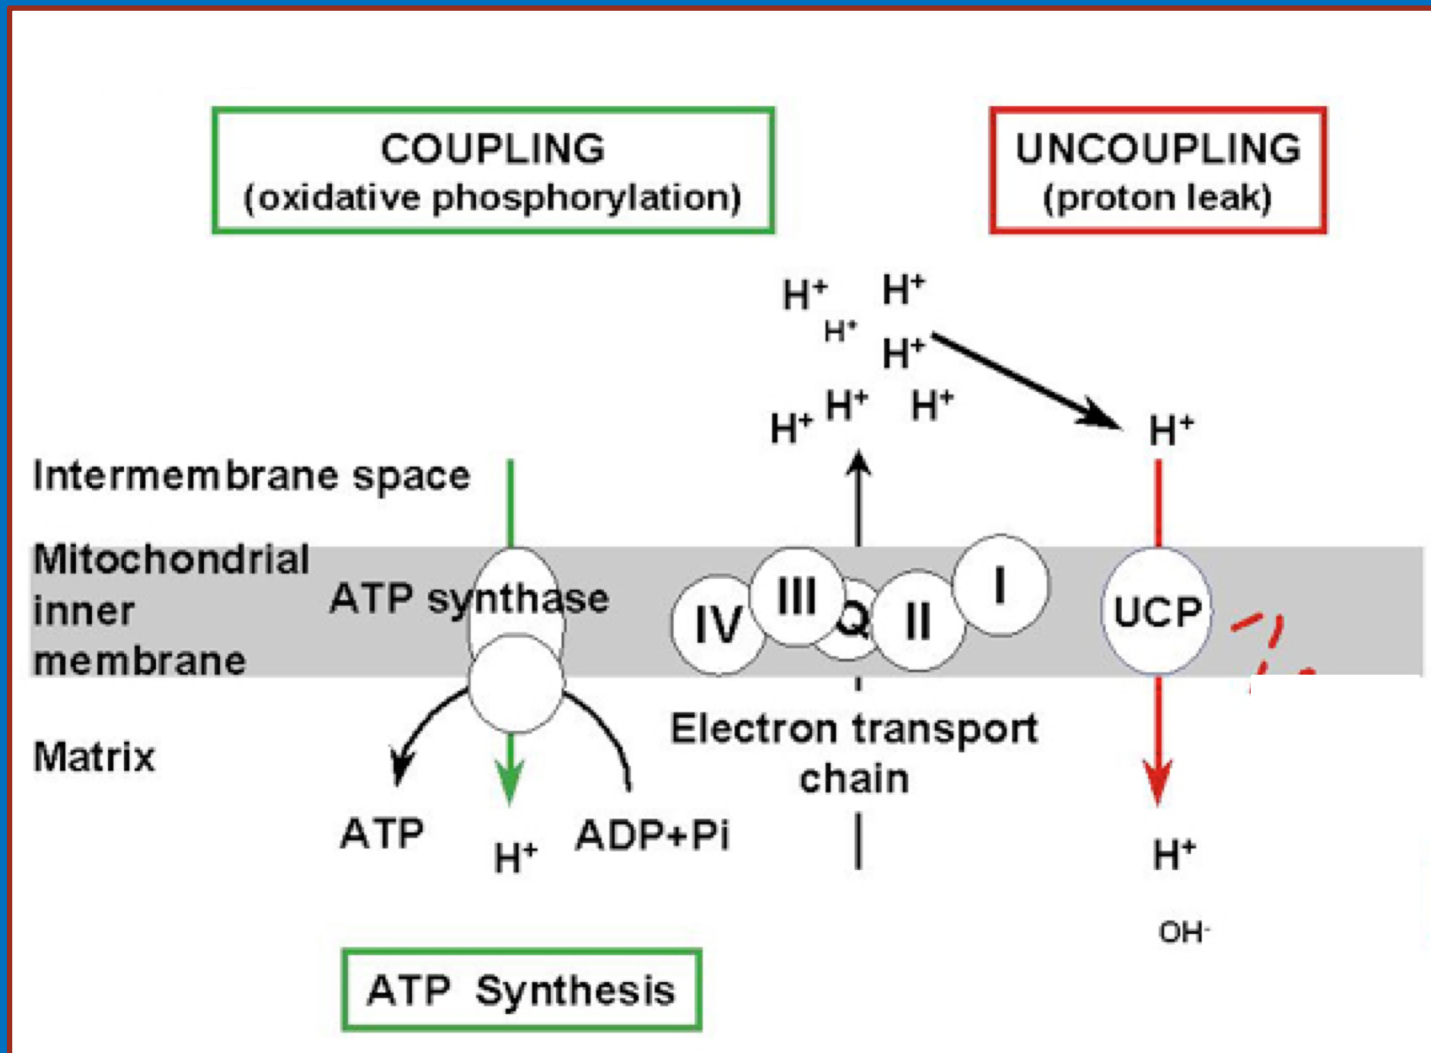 COUPLING
(oxidative phosphorylation)
UNCOUPLING
(proton leak)
H⁺
H⁺
H⁺
H⁺
H⁺
H⁺
H⁺
H⁺
Intermembrane space
Mitochondrial
inner
membrane
ATP synthase
IV
III
Q
II
I
UCP
Matrix
Electron transport
chain
ATP
H⁺
ADP+Pi
H⁺
OH⁻
ATP Synthesis